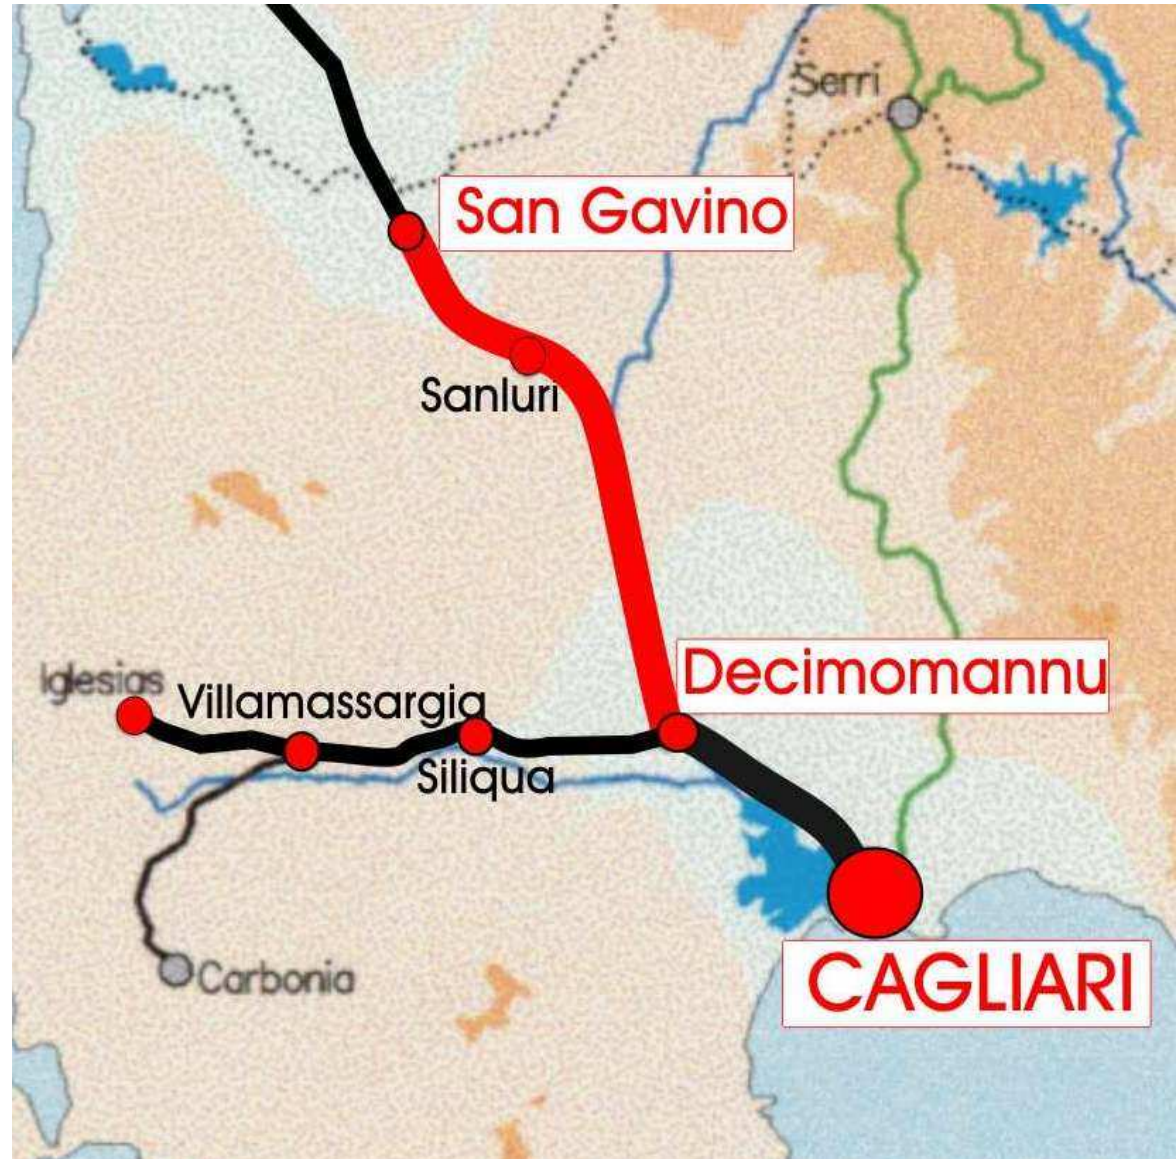 Serri
San Gavino
Sanluri
Decimomannu
Iglesias
Villamassargia
Siliqua
CAGLIARI
Carbonia